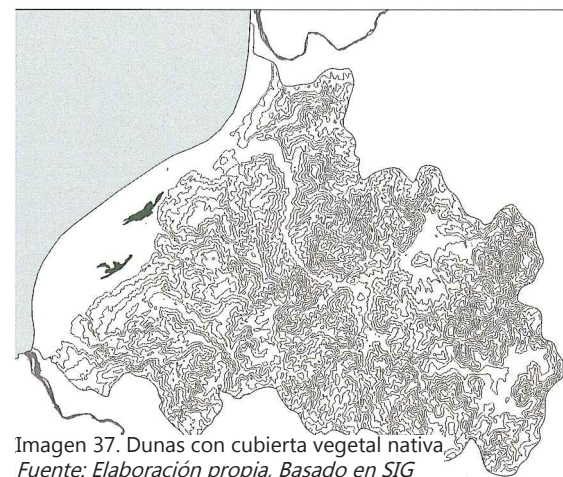 Imagen 37. Dunas con cubierta vegetal nativa
Fuente: Elaboración propia. Basado en SIG